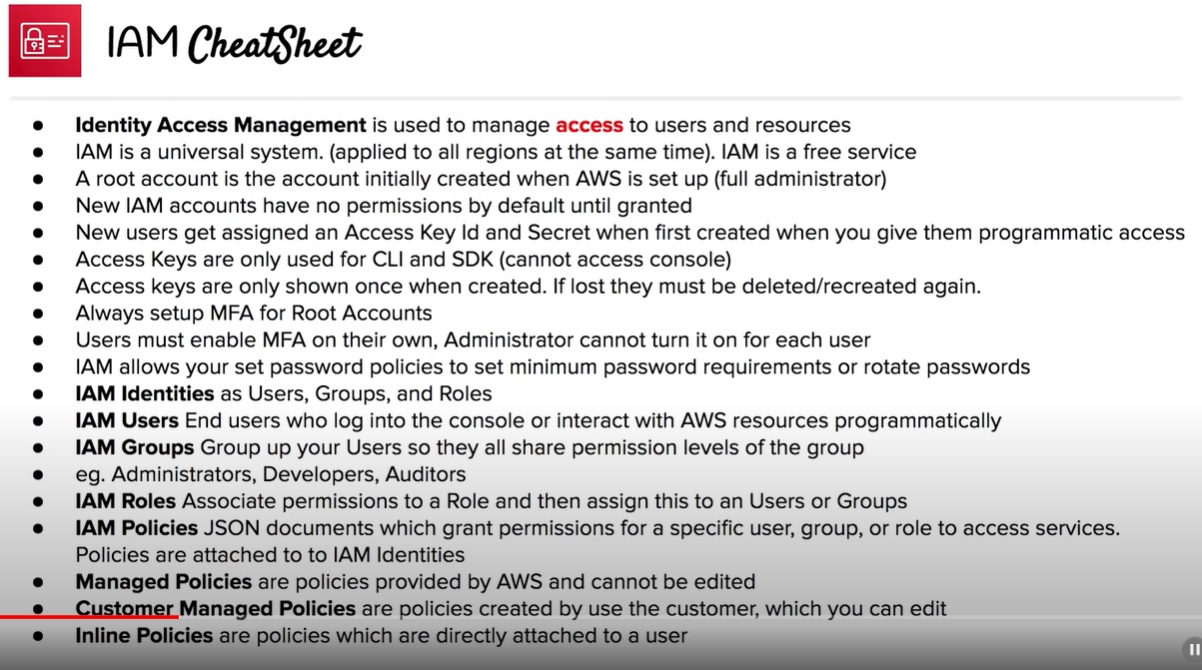 IAM CheatSheet
● Identity Access Management is used to manage access to users and resources
● IAM is a universal system. (applied to all regions at the same time). IAM is a free service
● A root account is the account initially created when AWS is set up (full administrator)
● New IAM accounts have no permissions by default until granted
● New users get assigned an Access Key Id and Secret when first created when you give them programmatic access
● Access Keys are only used for CLI and SDK (cannot access console)
● Access keys are only shown once when created. If lost they must be deleted/recreated again.
● Always setup MFA for Root Accounts
● Users must enable MFA on their own, Administrator cannot turn it on for each user
● IAM allows your set password policies to set minimum password requirements or rotate passwords
● IAM Identities as Users, Groups, and Roles
● IAM Users End users who log into the console or interact with AWS resources programmatically
● IAM Groups Group up your Users so they all share permission levels of the group
● eg. Administrators, Developers, Auditors
● IAM Roles Associate permissions to a Role and then assign this to an Users or Groups
● IAM Policies JSON documents which grant permissions for a specific user, group, or role to access services.
Policies are attached to to IAM Identities
● Managed Policies are policies provided by AWS and cannot be edited
● Customer Managed Policies are policies created by use the customer, which you can edit
● Inline Policies are policies which are directly attached to a user